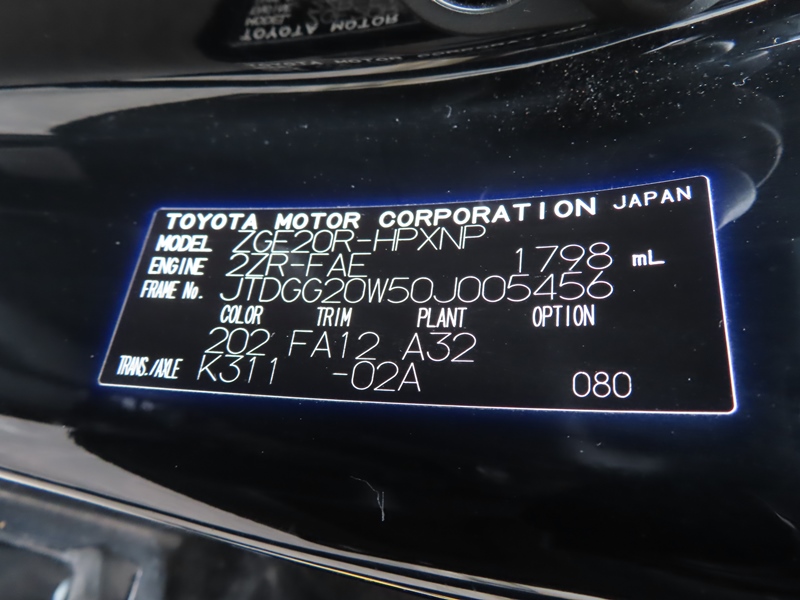 TOYOTA MOTOR CORPORATION JAPAN
MODEL ZGE20R-HPXNP
ENGINE 2ZR-FAE 1798 mL
FRAME No. JTDGG20W50J005456
COLOR TRIM PLANT OPTION
202 FA12 A32
TRANS./AXLE K311 -02A 080